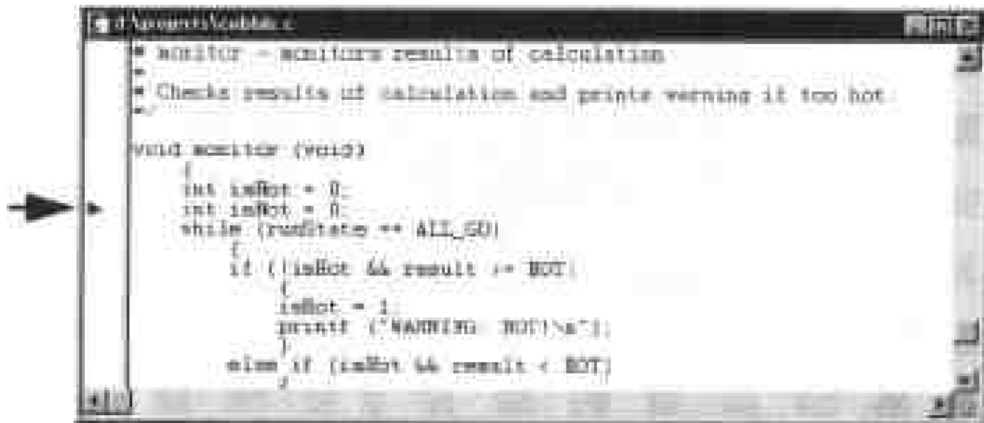 * monitor - monitors results of calculation
*
* Checks results of calculation and prints warning if too hot.
*/
void monitor (void)
{
int isHot = 0;
int isHot = 0;
while (runState == ALL_GO)
{
if (!isHot && result >= HOT)
{
isHot = 1;
printf ("WARNING: HOT!\n");
}
else if (isHot && result < HOT)
{